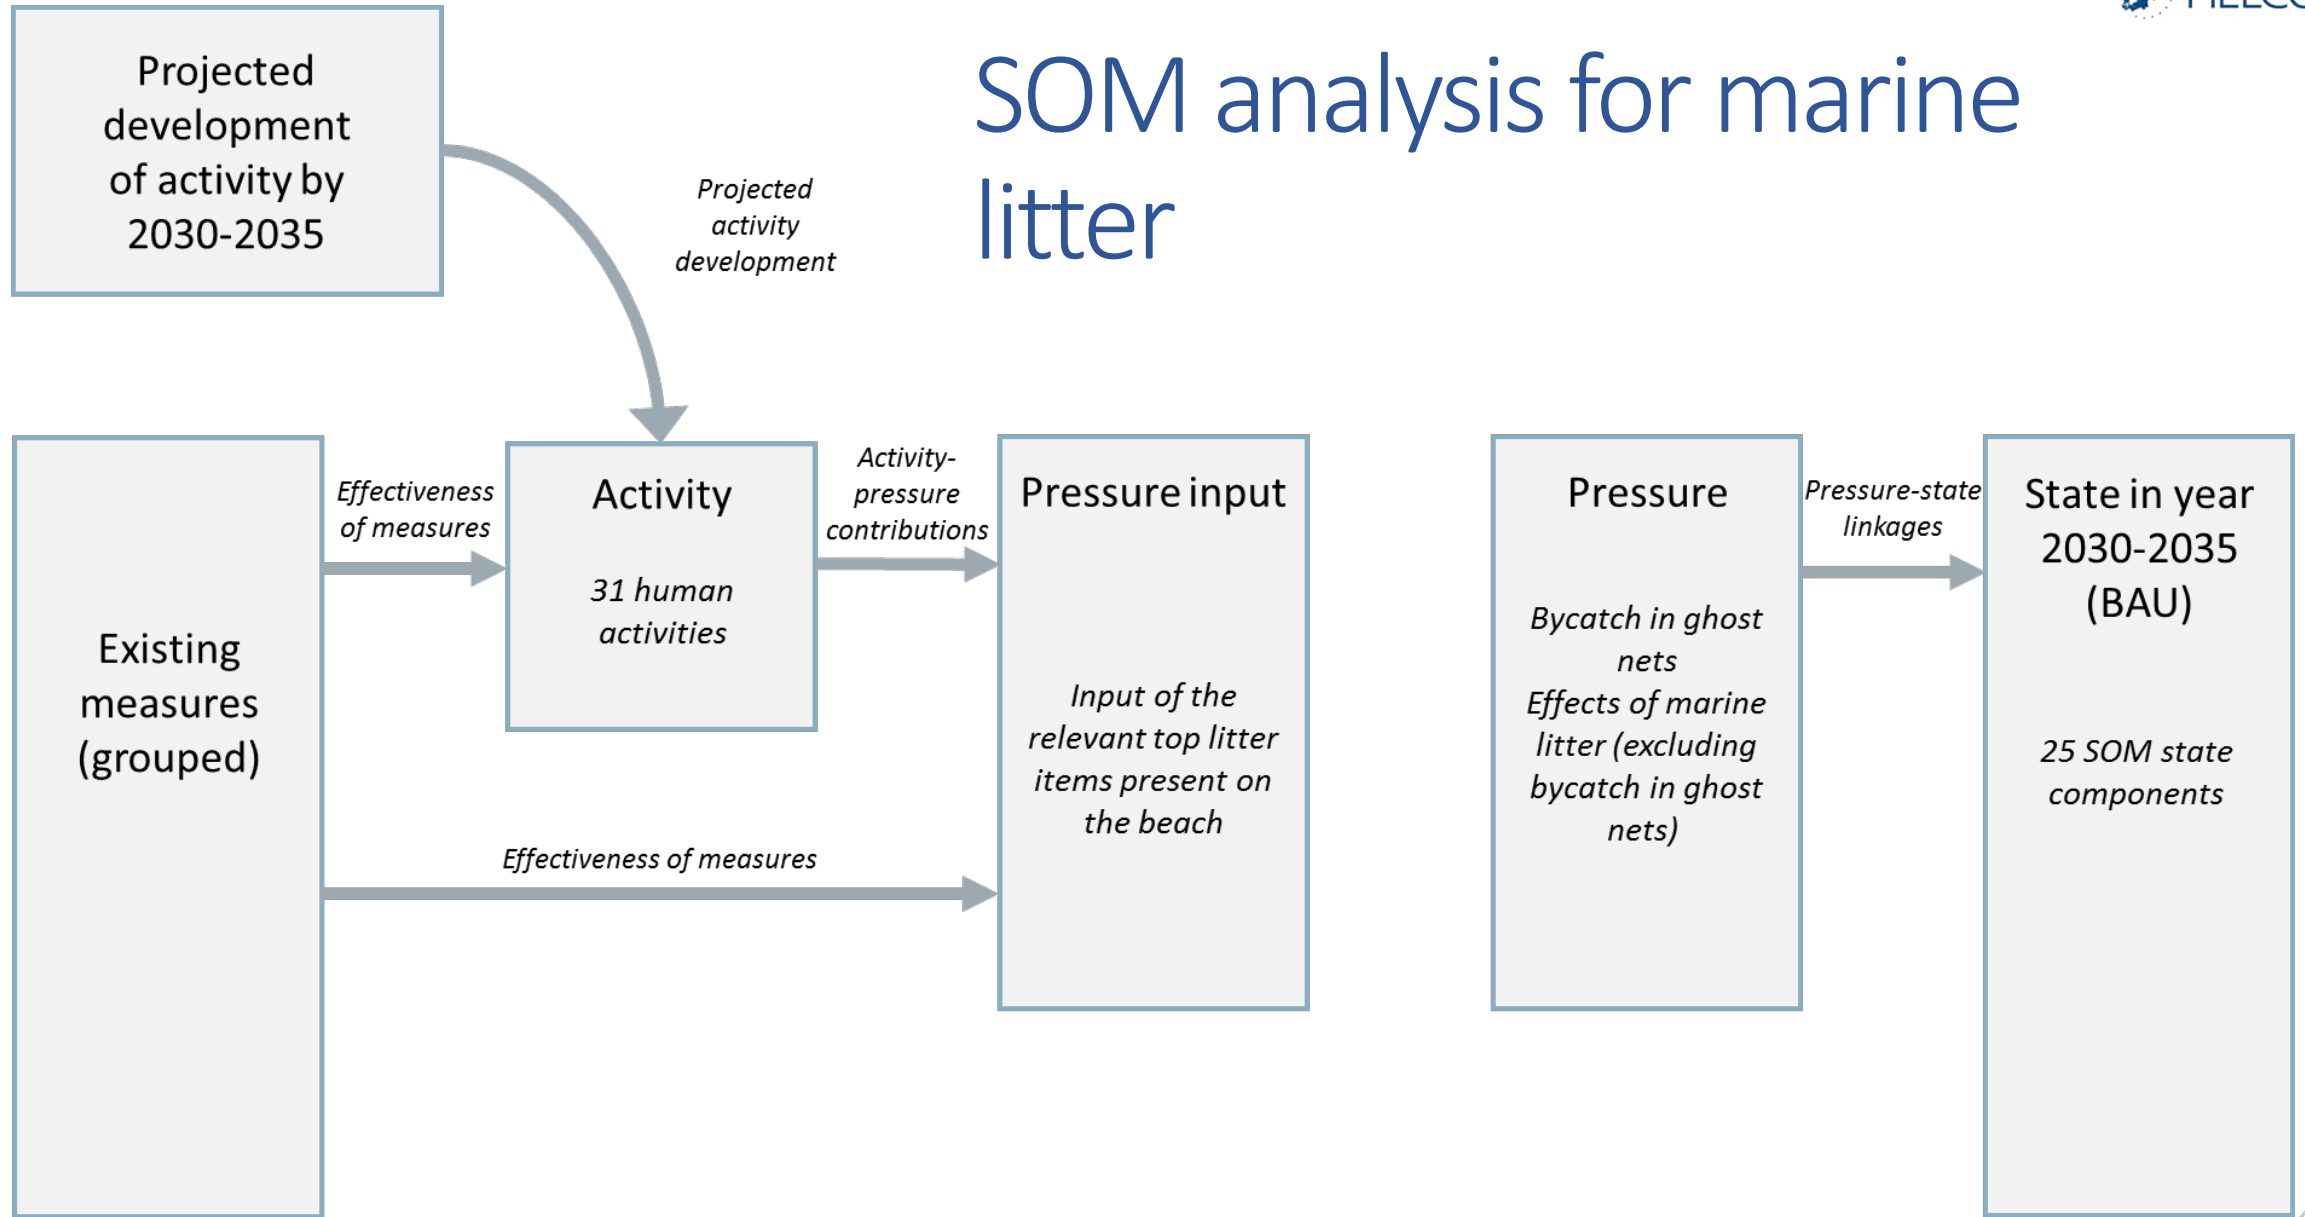 Projected
development
of activity by
2030-2035
SOM analysis for marine
litter
Projected
activity
development
Existing
measures
(grouped)
Effectiveness
of measures
Activity
31 human
activities
Activity-
pressure
contributions
Pressure input
Input of the
relevant top litter
items present on
the beach
Effectiveness of measures
Pressure
Bycatch in ghost
nets
Effects of marine
litter (excluding
bycatch in ghost
nets)
Pressure-state
linkages
State in year
2030-2035
(BAU)
25 SOM state
components